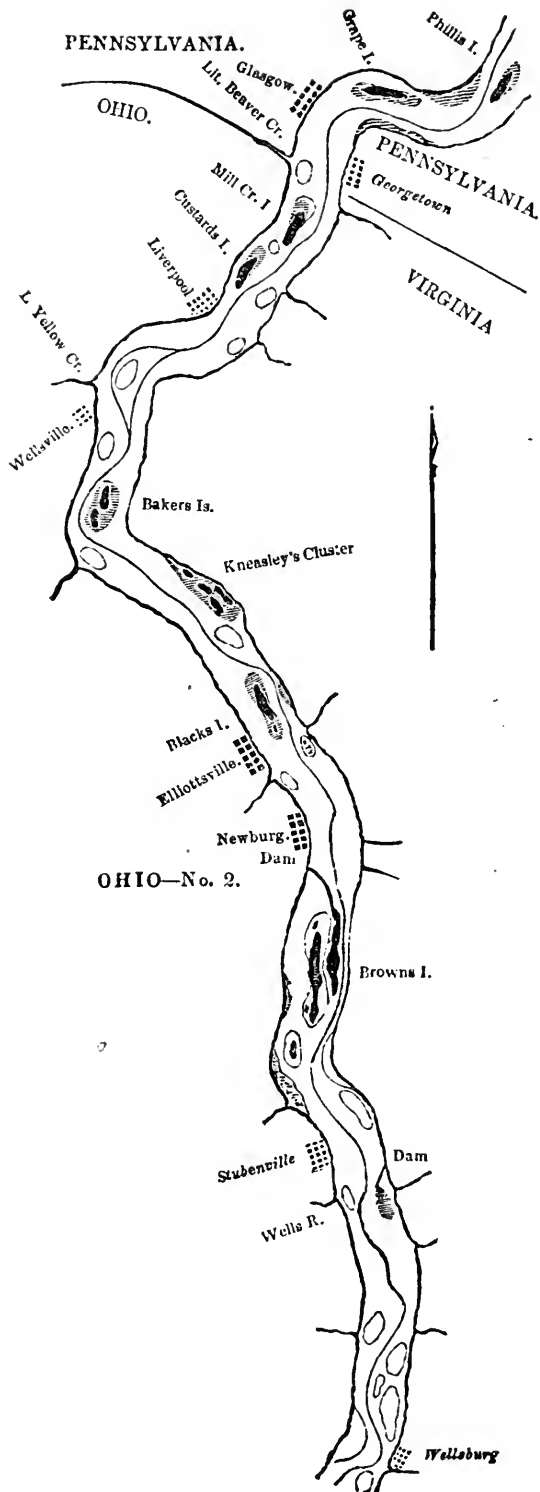 PENNSYLVANIA.
Grape I.
Phillis I.
Glasgow.
Lit. Beaver Cr.
OHIO.
PENNSYLVANIA.
Georgetown
Mill Cr. I
Custards I.
VIRGINIA
Liverpool
L Yellow Cr.
Wellsville.
Bakers Is.
Kneasley's Cluster
Blacks I.
Elliottsville.
Newburg.
Dam
OHIO—No. 2.
Browns I.
Stubenville
Dam
Wells R.
Wellsburg